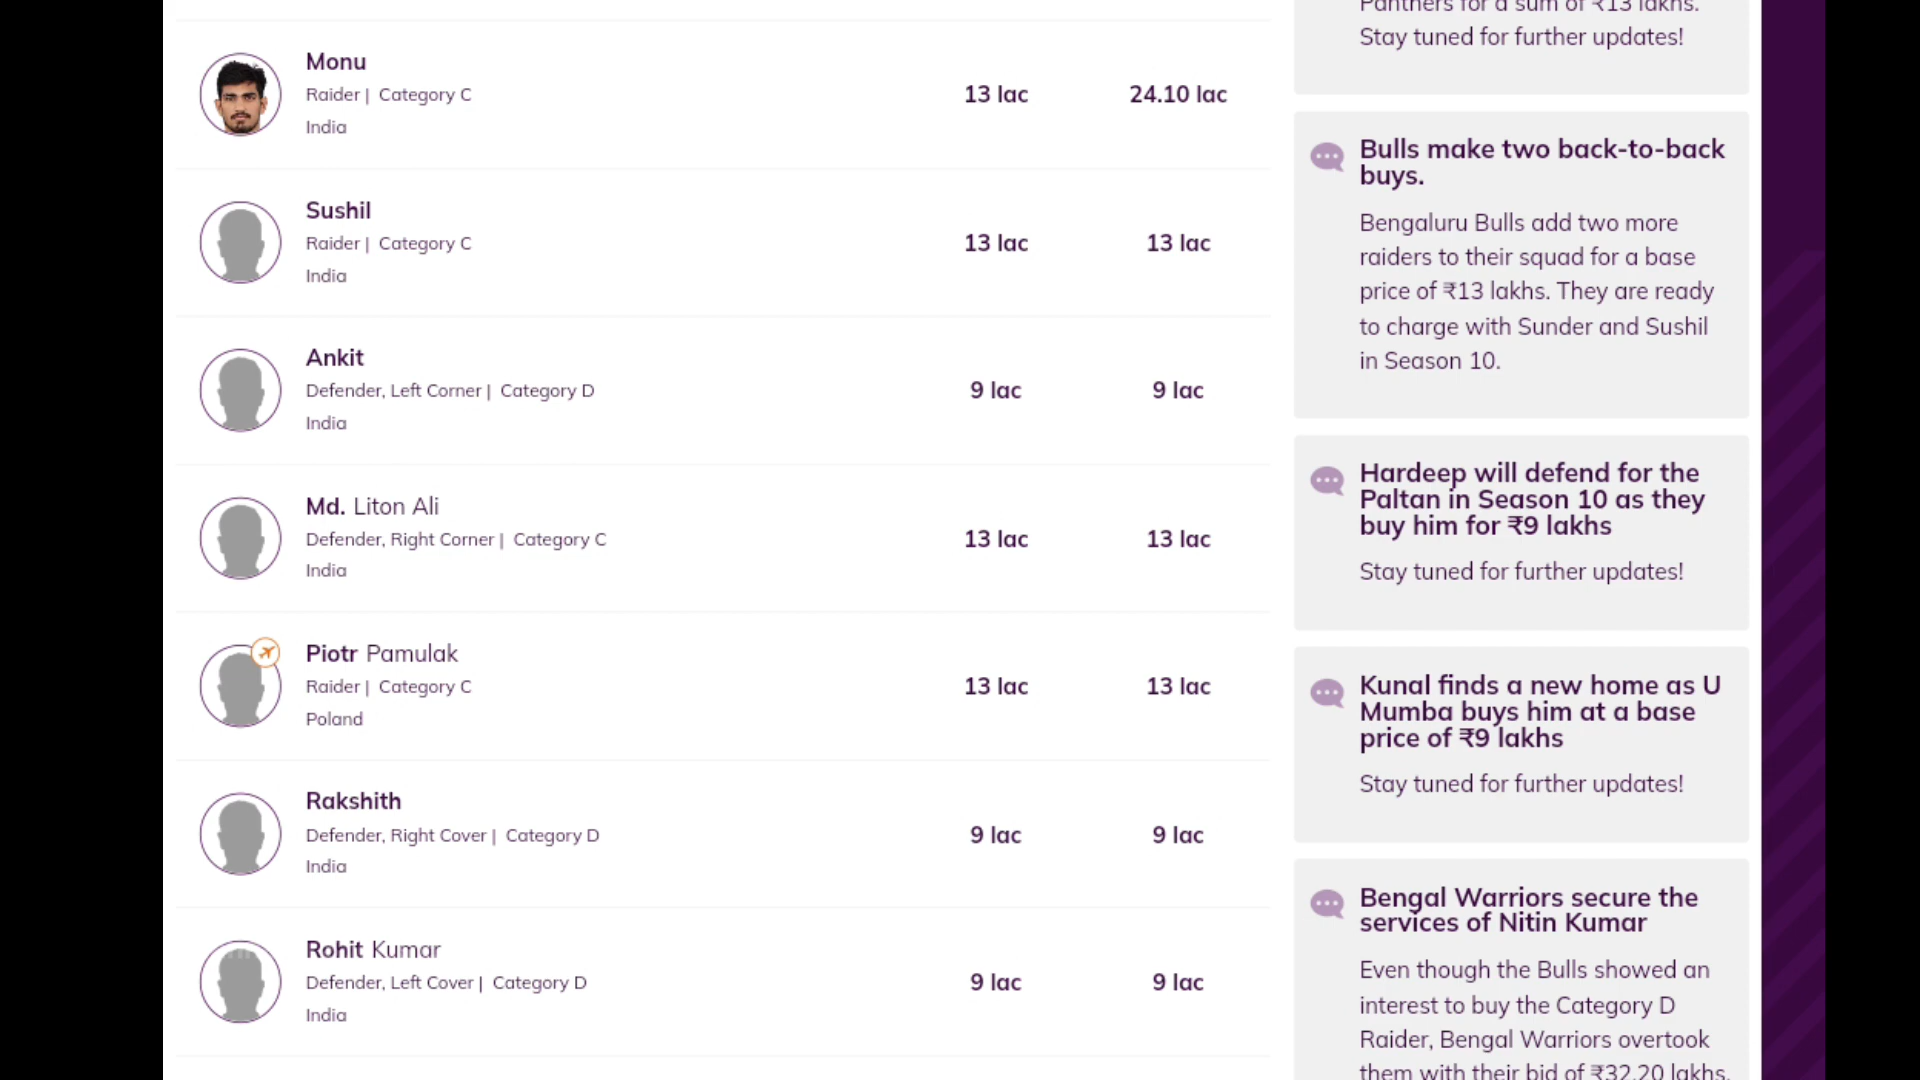 Monu
Raider | Category C
India
13 lac
24.10 lac
Sushil
Raider | Category C
India
13 lac
13 lac
Ankit
Defender, Left Corner | Category D
India
9 lac
9 lac
Md. Liton Ali
Defender, Right Corner | Category C
India
13 lac
13 lac
Piotr Pamulak
Raider | Category C
Poland
13 lac
13 lac
Rakshith
Defender, Right Cover | Category D
India
9 lac
9 lac
Rohit Kumar
Defender, Left Cover | Category D
India
9 lac
9 lac
Panthers for a sum of ₹13 lakhs.
Stay tuned for further updates!
Bulls make two back-to-back
buys.
Bengaluru Bulls add two more
raiders to their squad for a base
price of ₹13 lakhs. They are ready
to charge with Sunder and Sushil
in Season 10.
Hardeep will defend for the
Paltan in Season 10 as they
buy him for ₹9 lakhs
Stay tuned for further updates!
Kunal finds a new home as U
Mumba buys him at a base
price of ₹9 lakhs
Stay tuned for further updates!
Bengal Warriors secure the
services of Nitin Kumar
Even though the Bulls showed an
interest to buy the Category D
Raider, Bengal Warriors overtook
them with their bid of ₹32.20 lakhs.